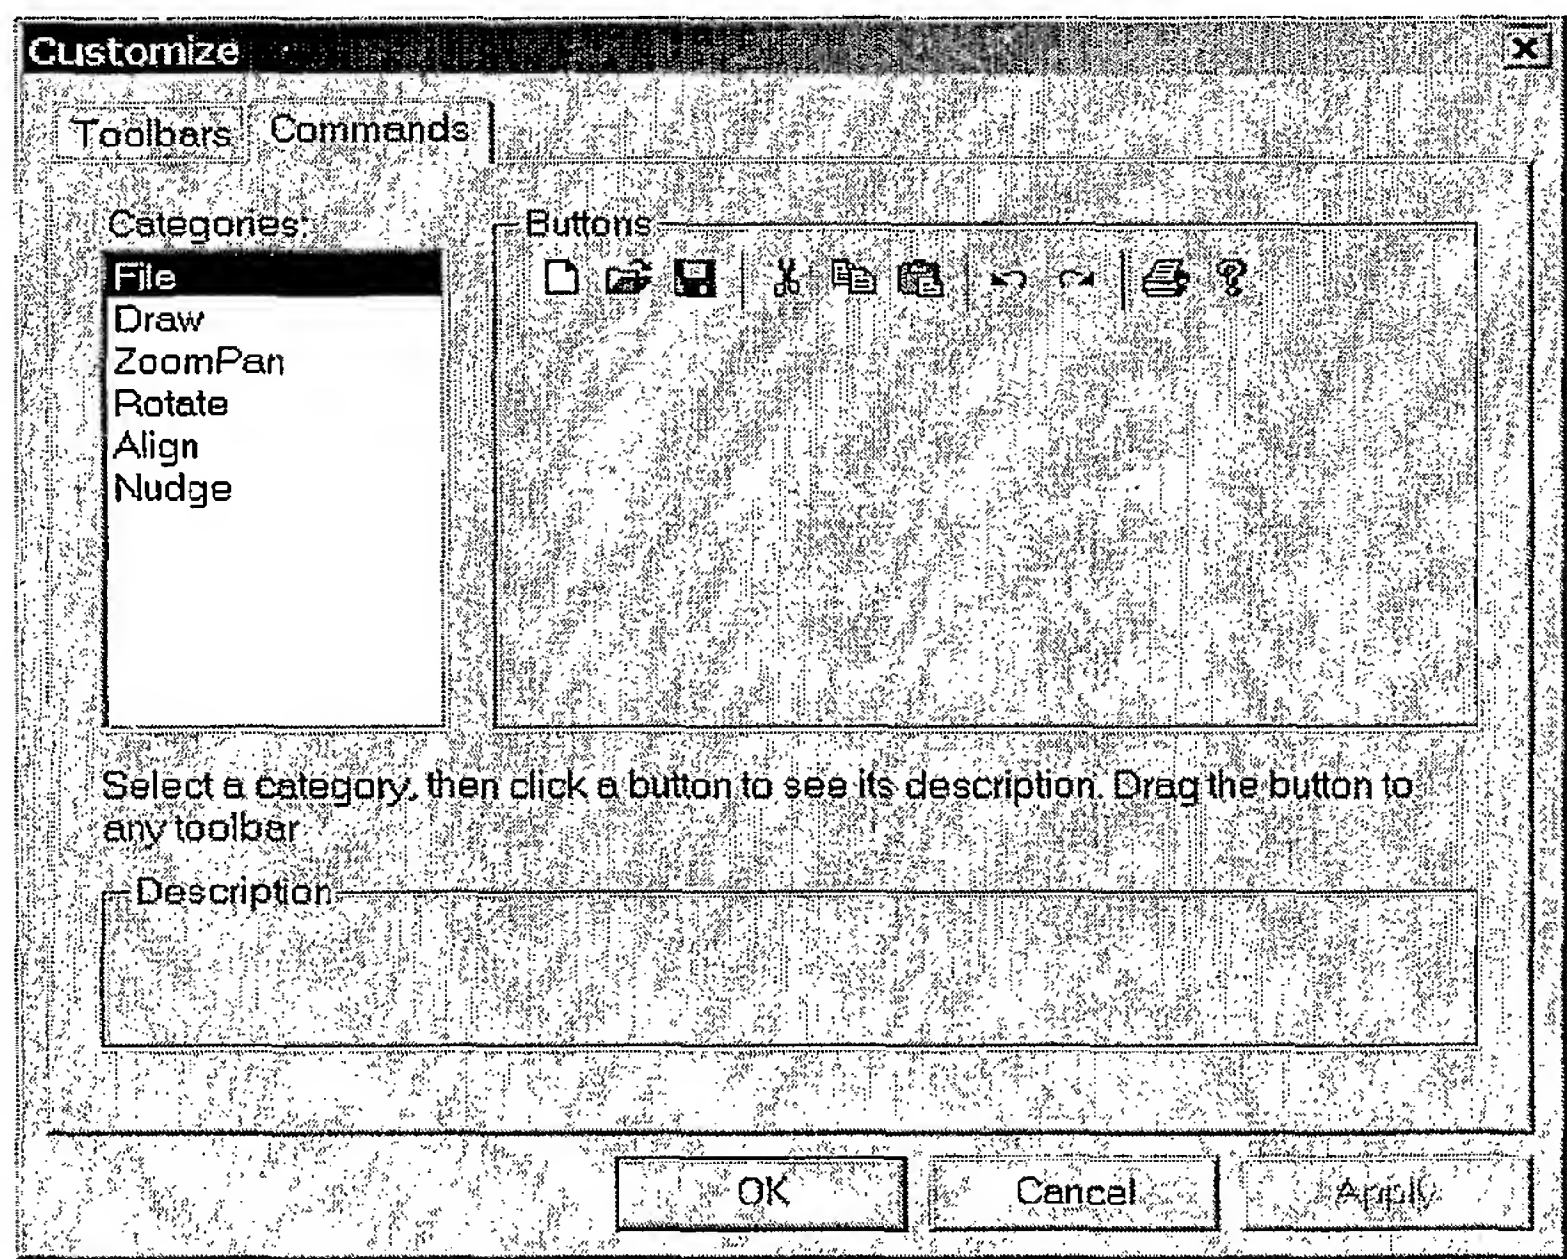 Customize
Toolbars Commands
Categories:
Buttons
File
Draw
ZoomPan
Rotate
Align
Nudge
Select a category, then click a button to see its description. Drag the button to
any toolbar
Description
OK Cancel Apply